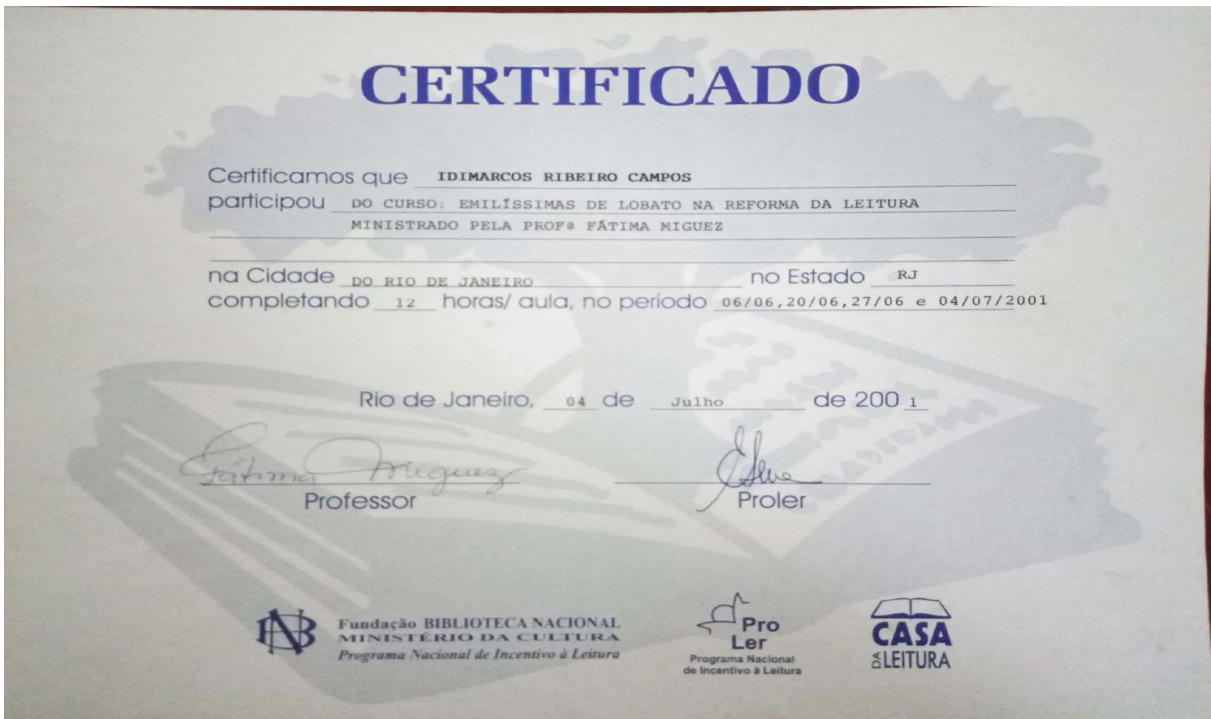 CERTIFICADO
Certificamos que IDIMARCOS RIBEIRO CAMPOS
participou DO CURSO: EMILÍSSIMAS DE LOBATO NA REFORMA DA LEITURA
MINISTRADO PELA PROFª FÁTIMA MIGUEZ
na Cidade DO RIO DE JANEIRO no Estado RJ
completando 12 horas/ aula, no período 06/06,20/06,27/06 e 04/07/2001
Rio de Janeiro, 04 de Julho de 200 1
Fátima Miguez
Professor Proler
Fundação BIBLIOTECA NACIONAL
MINISTÉRIO DA CULTURA
Programa Nacional de Incentivo à Leitura
Pro
Ler
Programa Nacional
de Incentivo à Leitura
CASA
DA LEITURA